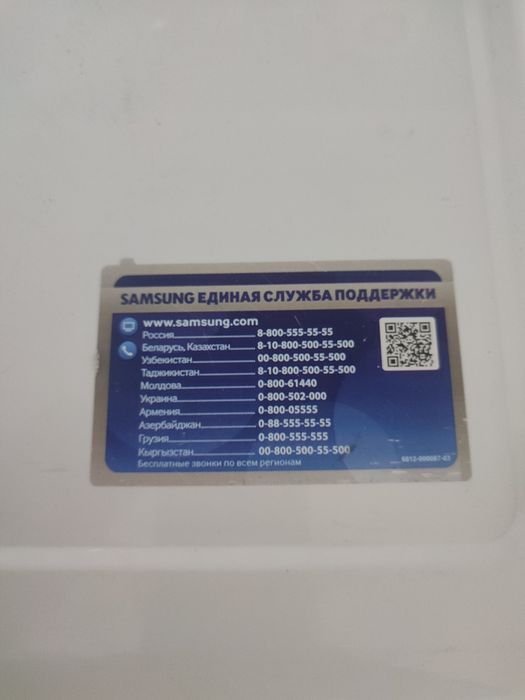 SAMSUNG ЕДИНАЯ СЛУЖБА ПОДДЕРЖКИ
www.samsung.com
Россия 8-800-555-55-55
Беларусь, Казахстан 8-10-800-500-55-500
Узбекистан 00-800-500-55-500
Таджикистан 8-10-800-500-55-500
Молдова 0-800-61440
Украина 0-800-502-000
Армения 0-800-05555
Азербайджан 0-88-555-55-55
Грузия 0-800-555-555
Кыргызстан 00-800-500-55-500
Бесплатные звонки по всем регионам